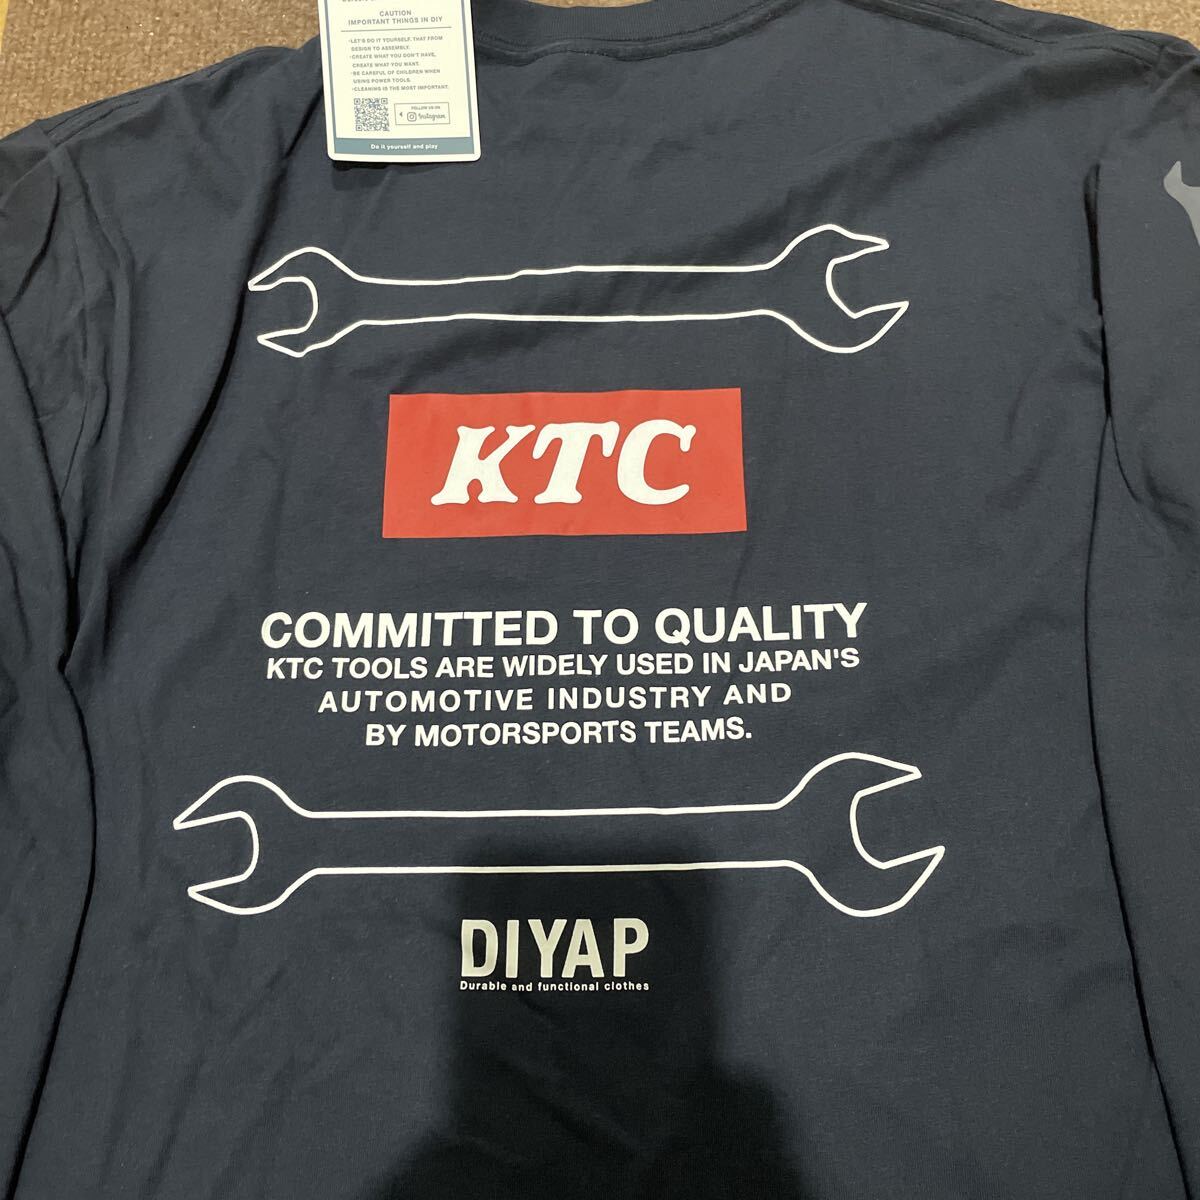 CAUTION
IMPORTANT THINGS IN DIY
・LET'S DO IT YOURSELF. THAT FROM
DESIGN TO ASSEMBLY.
・CREATE WHAT YOU DON'T HAVE,
CREATE WHAT YOU WANT.
・BE CAREFUL OF CHILDREN WHEN
USING POWER TOOLS.
・CLEANING IS THE MOST IMPORTANT.
FOLLOW US ON
Instagram
Do it yourself and play
KTC
COMMITTED TO QUALITY
KTC TOOLS ARE WIDELY USED IN JAPAN'S
AUTOMOTIVE INDUSTRY AND
BY MOTORSPORTS TEAMS.
DIYAP
Durable and functional clothes